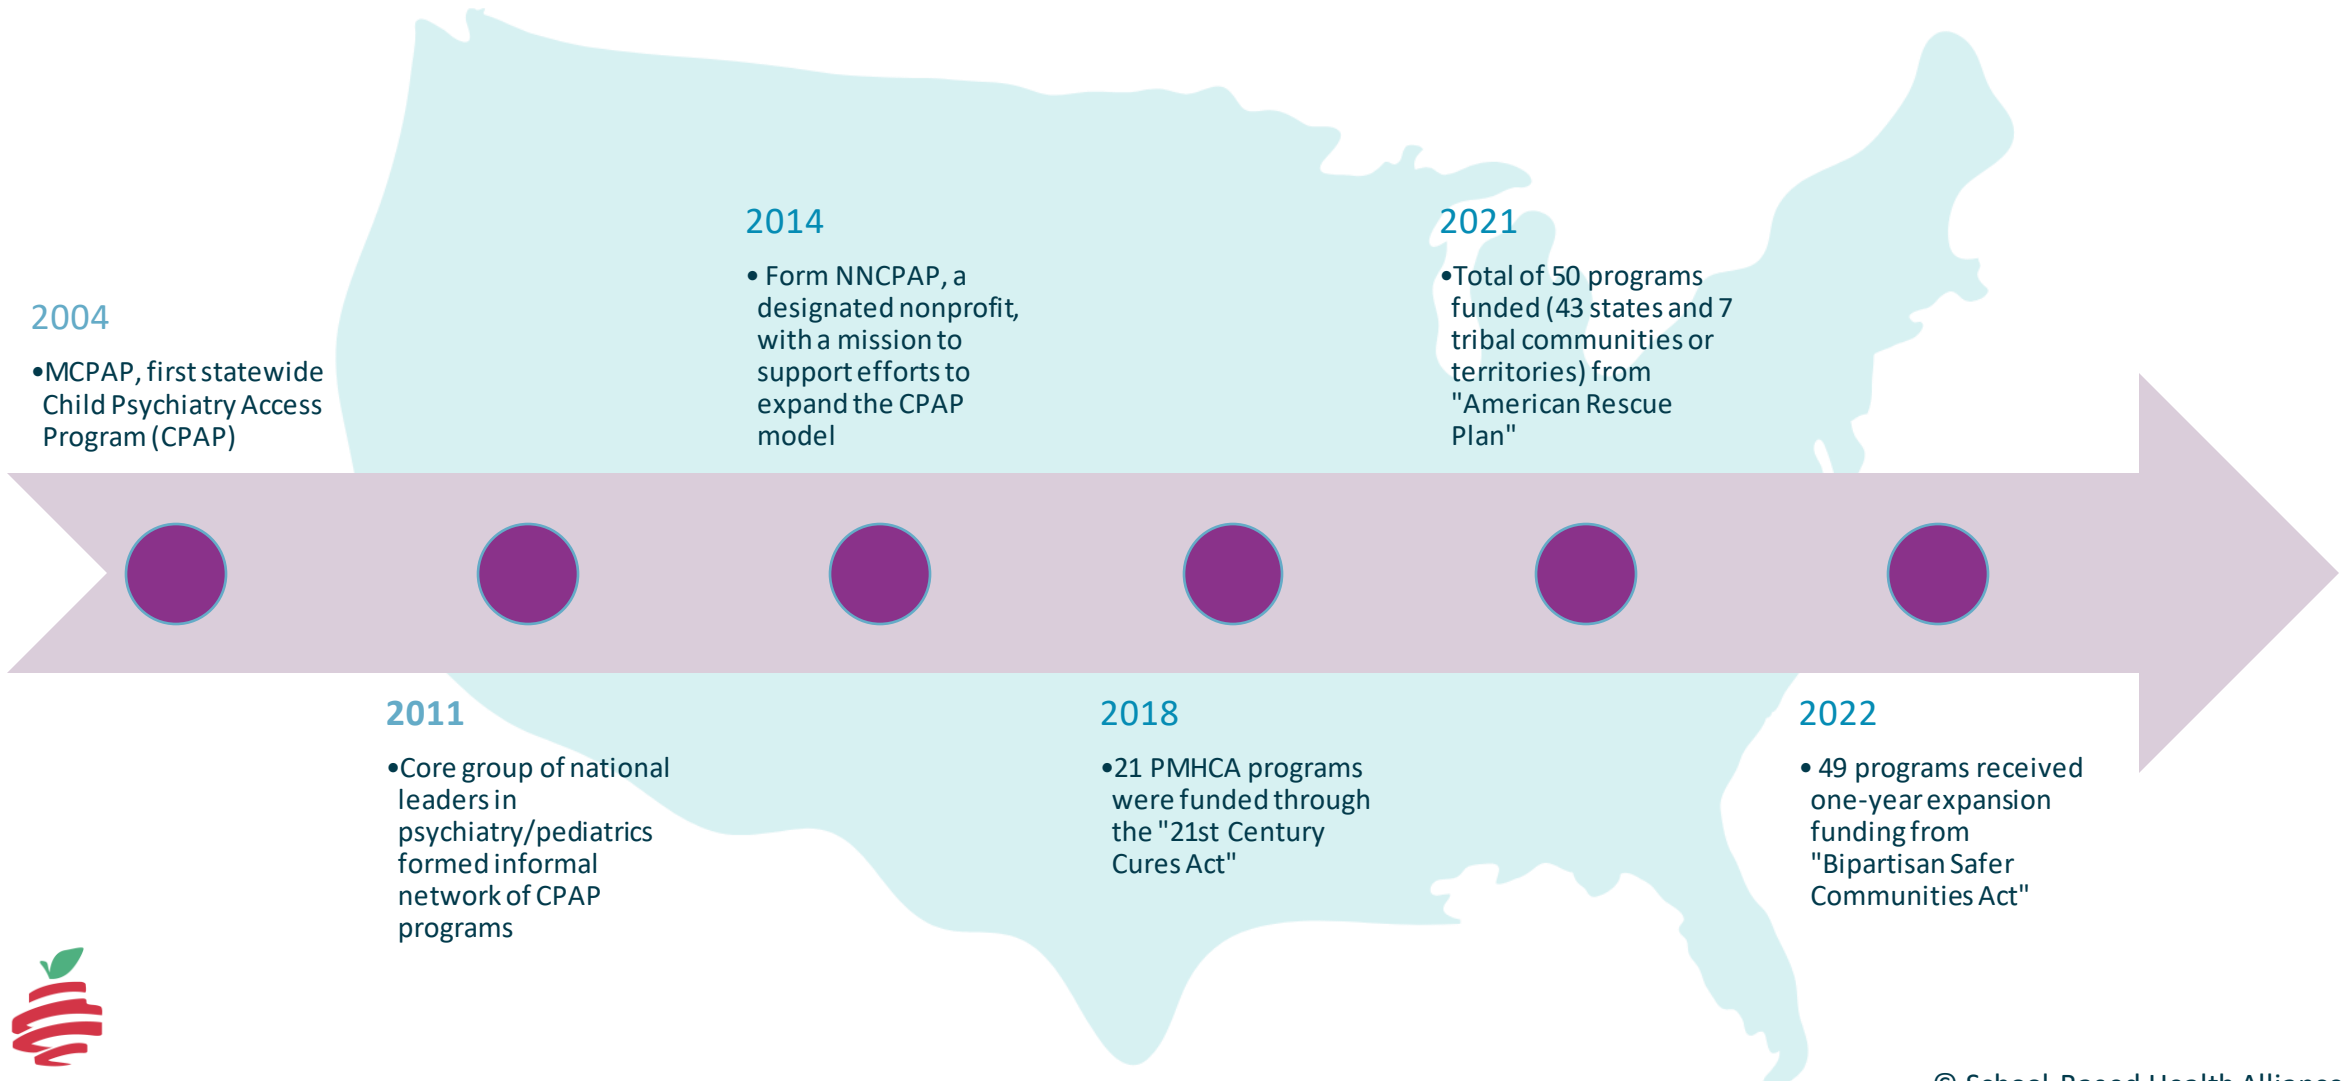 2004
•MCPAP, first statewide
Child Psychiatry Access
Program (CPAP)
2011
•Core group of national
leaders in
psychiatry/pediatrics
formed informal
network of CPAP
programs
2014
• Form NNCPAP, a
designated nonprofit,
with a mission to
support efforts to
expand the CPAP
model
2018
•21 PMHCA programs
were funded through
the "21st Century
Cures Act"
2021
•Total of 50 programs
funded (43 states and 7
tribal communities or
territories) from
"American Rescue
Plan"
2022
• 49 programs received
one-year expansion
funding from
"Bipartisan Safer
Communities Act"
© School-Based Health Alliance